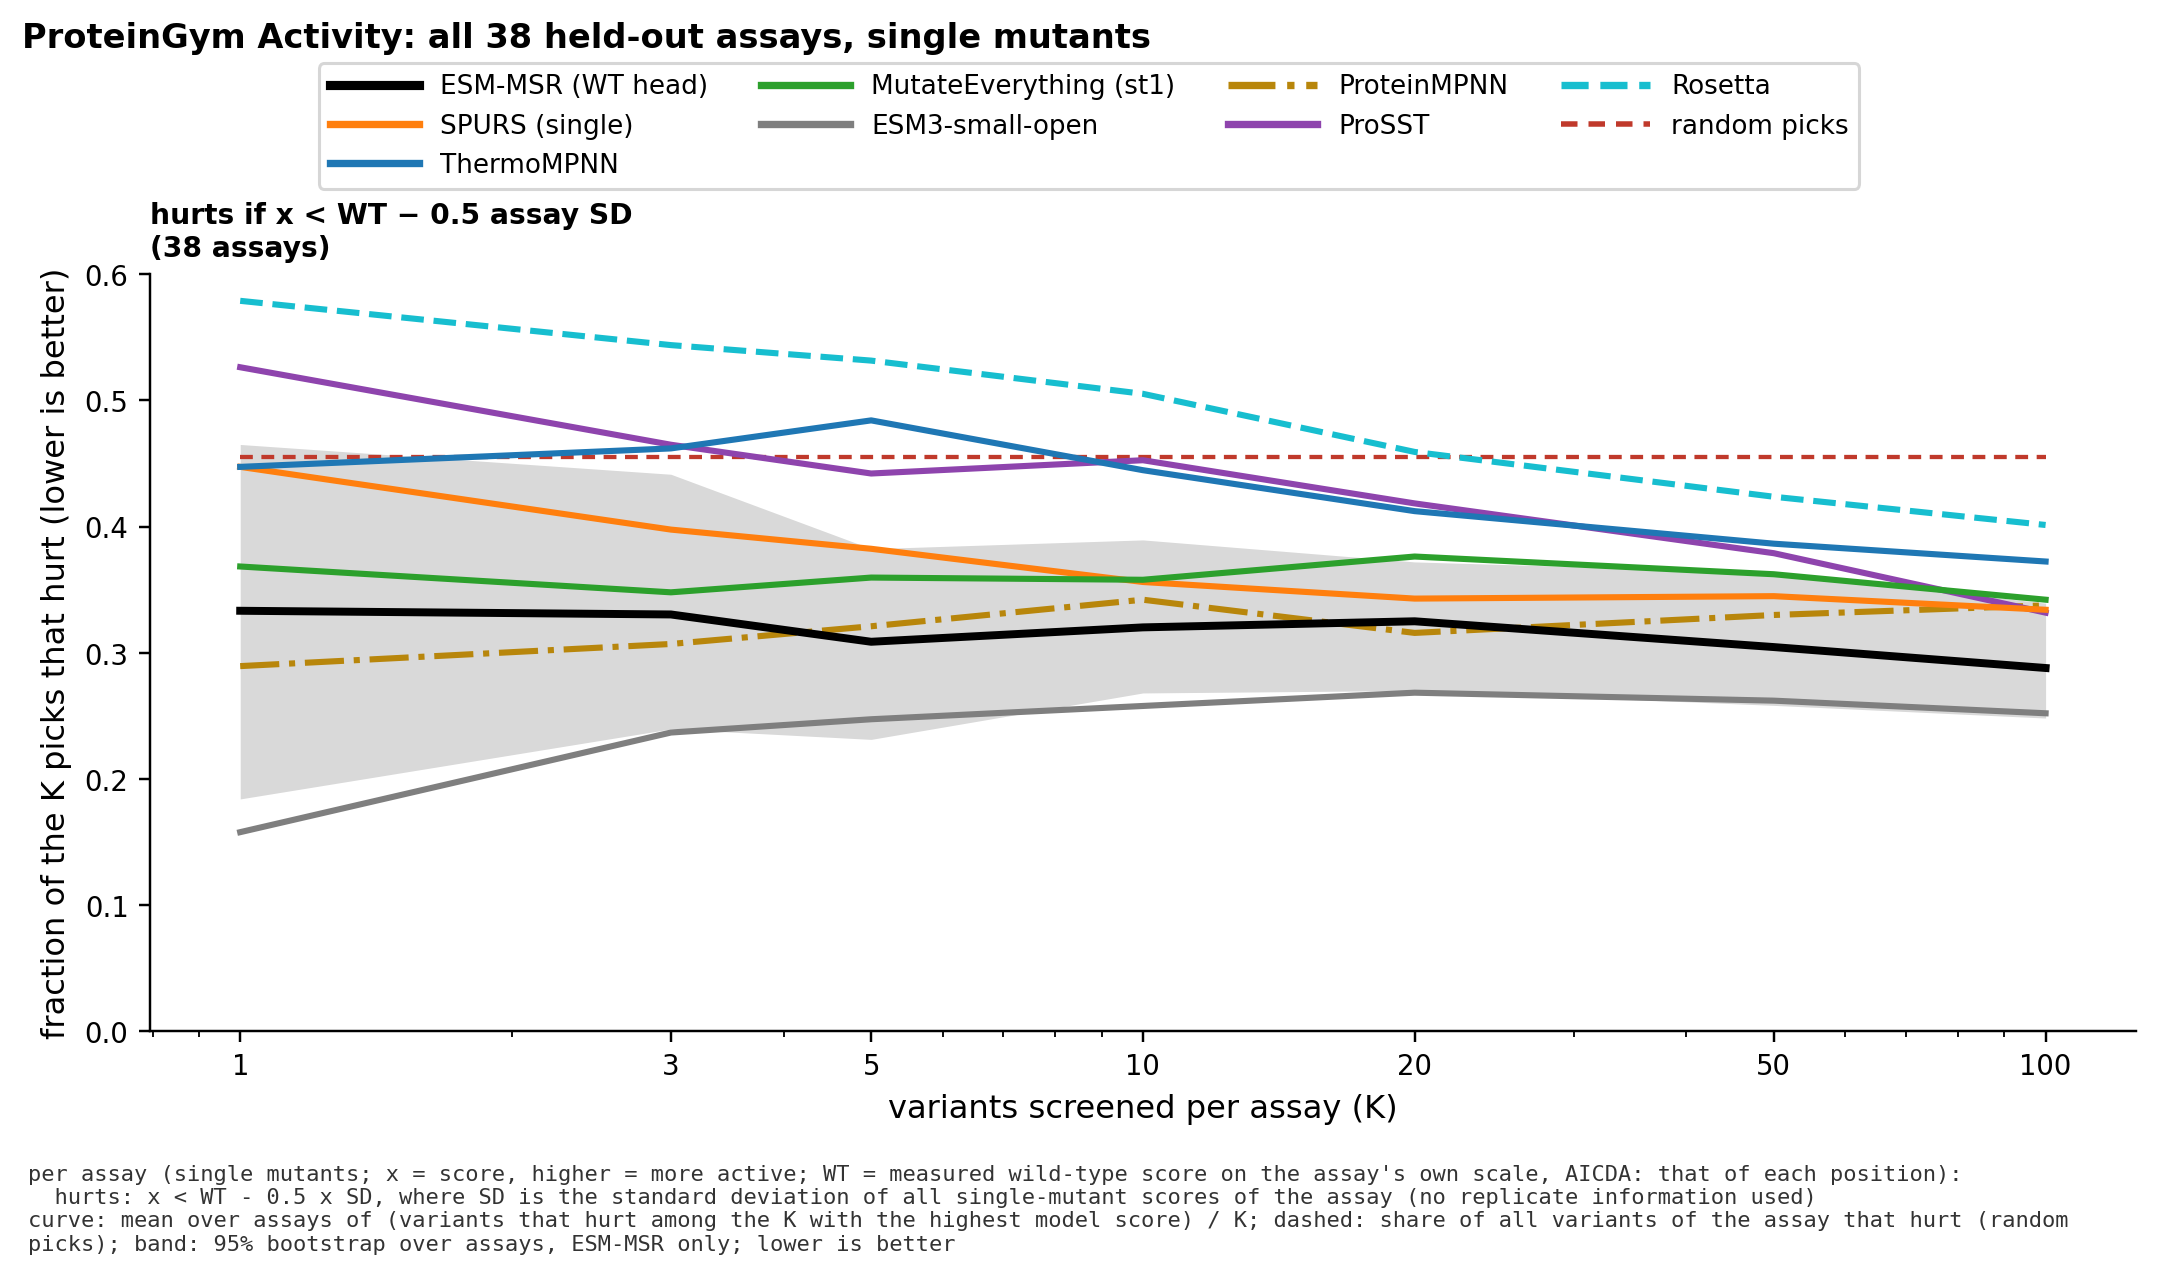 ProteinGym Activity: all 38 held-out assays, single mutants
ESM-MSR (WT head)
SPURS (single)
ThermoMPNN
MutateEverything (st1)
ESM3-small-open
ProteinMPNN
ProSST
Rosetta
random picks
hurts if x < WT − 0.5 assay SD
(38 assays)
fraction of the K picks that hurt (lower is better)
0.6
0.5
0.4
0.3
0.2
0.1
0.0
1
3
5
10
20
50
100
variants screened per assay (K)
per assay (single mutants; x = score, higher = more active; WT = measured wild-type score on the assay's own scale, AICDA: that of each position):
hurts: x < WT - 0.5 x SD, where SD is the standard deviation of all single-mutant scores of the assay (no replicate information used)
curve: mean over assays of (variants that hurt among the K with the highest model score) / K; dashed: share of all variants of the assay that hurt (random
picks); band: 95% bootstrap over assays, ESM-MSR only; lower is better